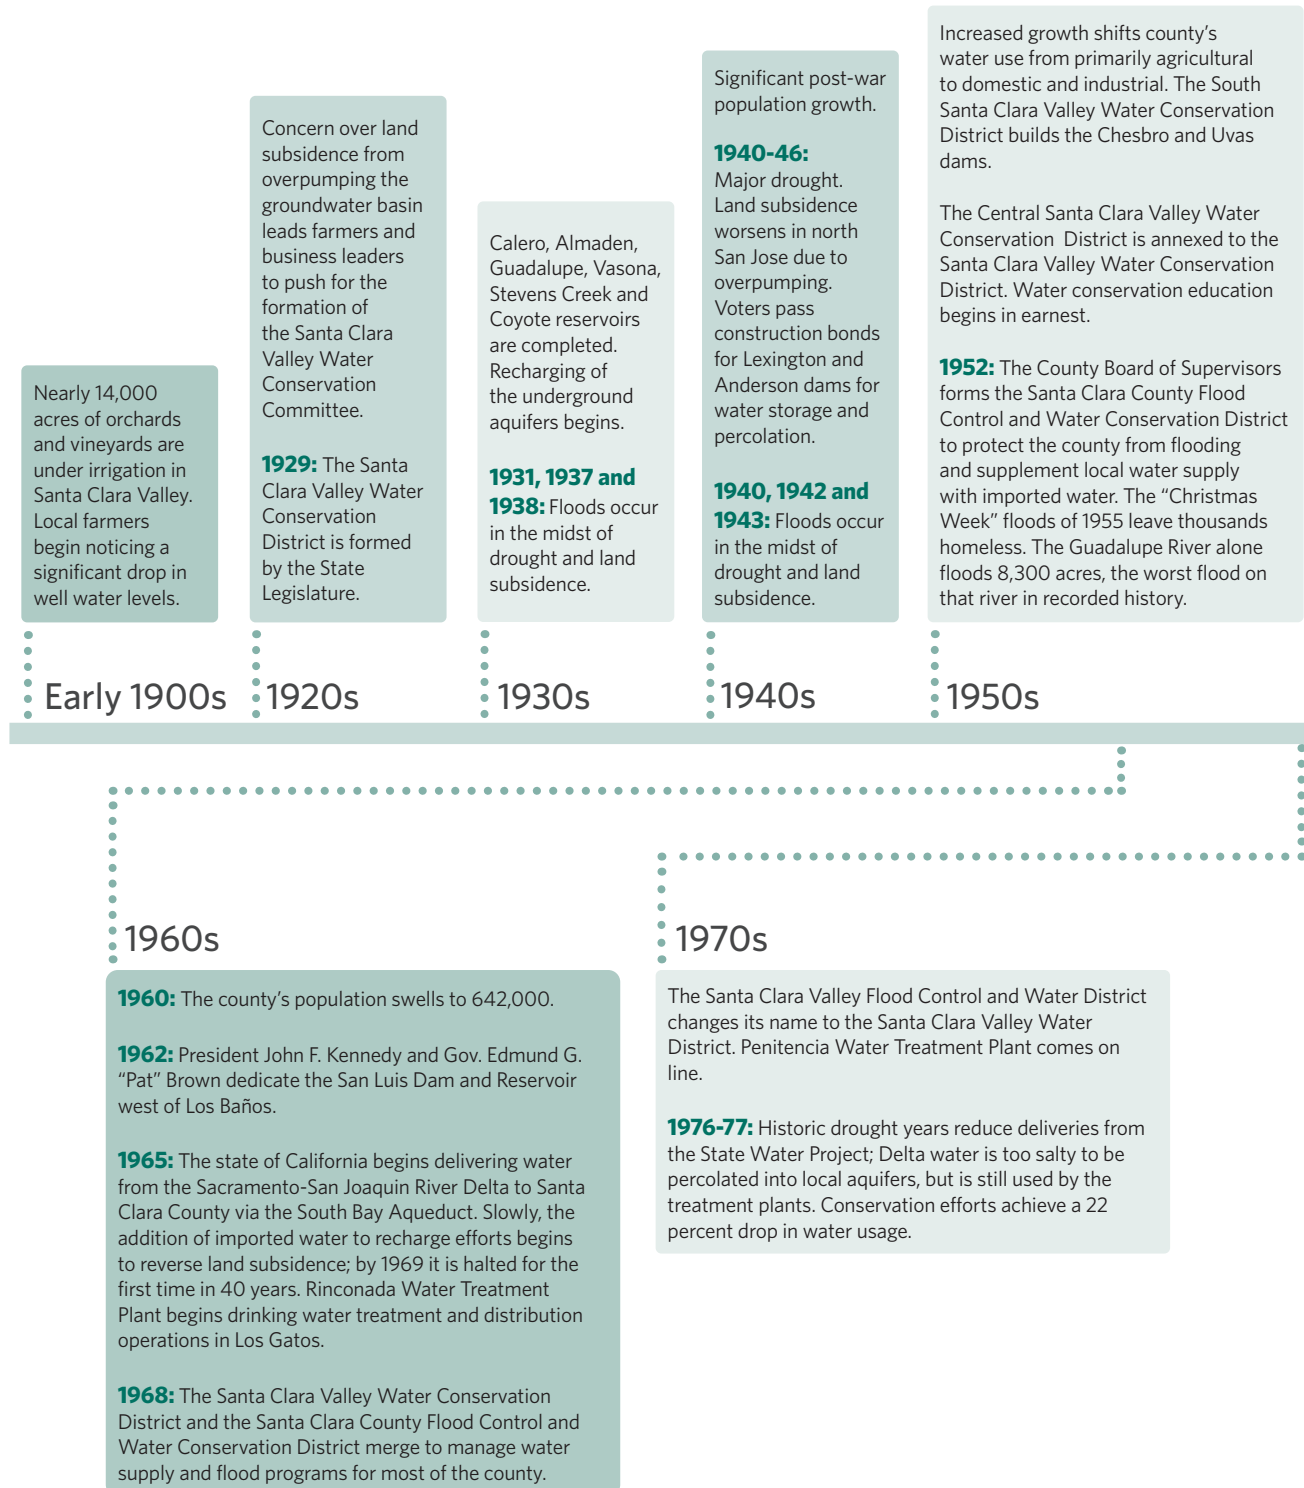 Nearly 14,000
acres of orchards
and vineyards are
under irrigation in
Santa Clara Valley.
Local farmers
begin noticing a
significant drop in
well water levels.
Early 1900s
Concern over land
subsidence from
overpumping the
groundwater basin
leads farmers and
business leaders
to push for the
formation of
the Santa Clara
Valley Water
Conservation
Committee.
1929: The Santa
Clara Valley Water
Conservation
District is formed
by the State
Legislature.
1920s
Calero, Almaden,
Guadalupe, Vasona,
Stevens Creek and
Coyote reservoirs
are completed.
Recharging of
the underground
aquifers begins.
1931, 1937 and
1938: Floods occur
in the midst of
drought and land
subsidence.
1930s
Significant post-war
population growth.
1940-46:
Major drought.
Land subsidence
worsens in north
San Jose due to
overpumping.
Voters pass
construction bonds
for Lexington and
Anderson dams for
water storage and
percolation.
1940, 1942 and
1943: Floods occur
in the midst of
drought and land
subsidence.
1940s
Increased growth shifts county's
water use from primarily agricultural
to domestic and industrial. The South
Santa Clara Valley Water Conservation
District builds the Chesbro and Uvas
dams.
The Central Santa Clara Valley Water
Conservation District is annexed to the
Santa Clara Valley Water Conservation
District. Water conservation education
begins in earnest.
1952: The County Board of Supervisors
forms the Santa Clara County Flood
Control and Water Conservation District
to protect the county from flooding
and supplement local water supply
with imported water. The “Christmas
Week” floods of 1955 leave thousands
homeless. The Guadalupe River alone
floods 8,300 acres, the worst flood on
that river in recorded history.
1950s
1960s
1960: The county's population swells to 642,000.
1962: President John F. Kennedy and Gov. Edmund G.
“Pat” Brown dedicate the San Luis Dam and Reservoir
west of Los Baños.
1965: The state of California begins delivering water
from the Sacramento-San Joaquin River Delta to Santa
Clara County via the South Bay Aqueduct. Slowly, the
addition of imported water to recharge efforts begins
to reverse land subsidence; by 1969 it is halted for the
first time in 40 years. Rinconada Water Treatment
Plant begins drinking water treatment and distribution
operations in Los Gatos.
1968: The Santa Clara Valley Water Conservation
District and the Santa Clara County Flood Control and
Water Conservation District merge to manage water
supply and flood programs for most of the county.
1970s
The Santa Clara Valley Flood Control and Water District
changes its name to the Santa Clara Valley Water
District. Penitencia Water Treatment Plant comes on
line.
1976-77: Historic drought years reduce deliveries from
the State Water Project; Delta water is too salty to be
percolated into local aquifers, but is still used by the
treatment plants. Conservation efforts achieve a 22
percent drop in water usage.